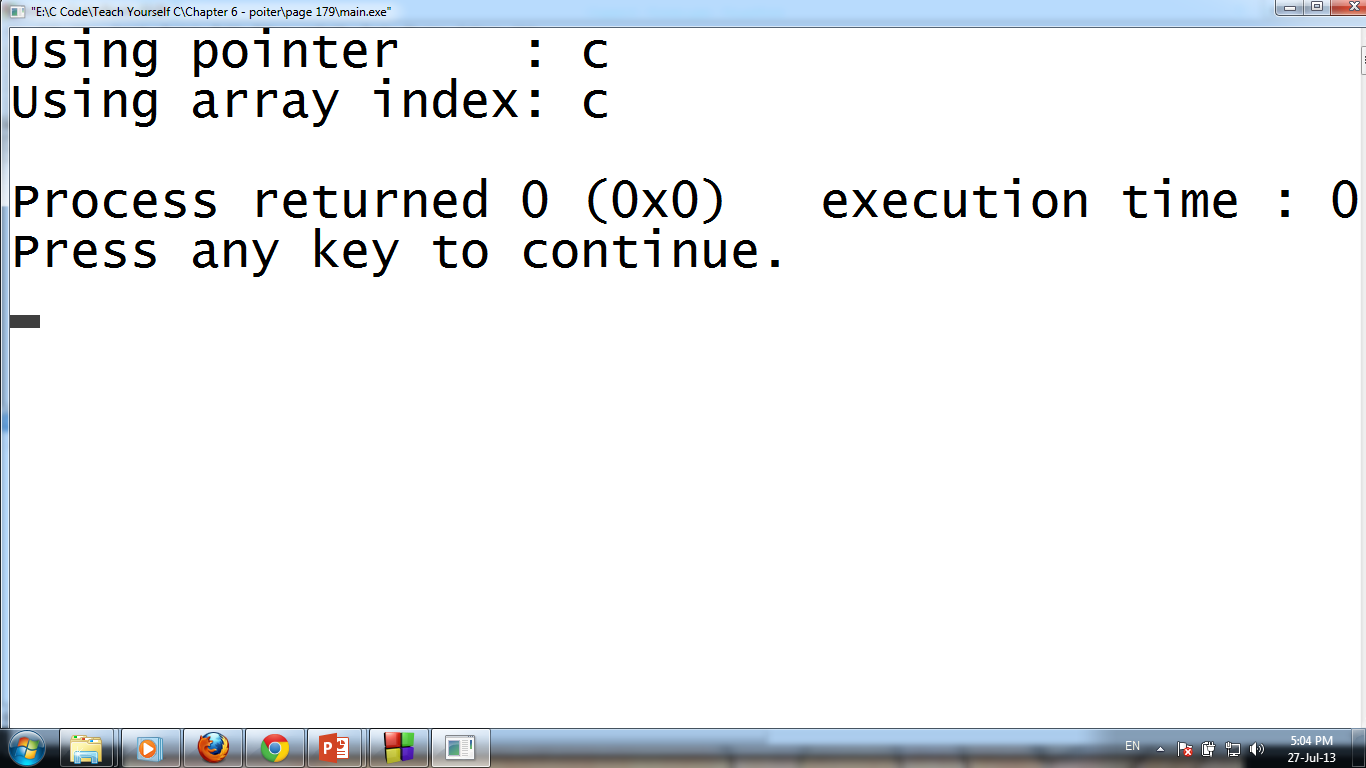 "E:\C Code\Teach Yourself C\Chapter 6 - poiter\page 179\main.exe"
Using pointer    : c
Using array index: c
Process returned 0 (0x0)   execution time : 0
Press any key to continue.
EN
5:04 PM
27-Jul-13